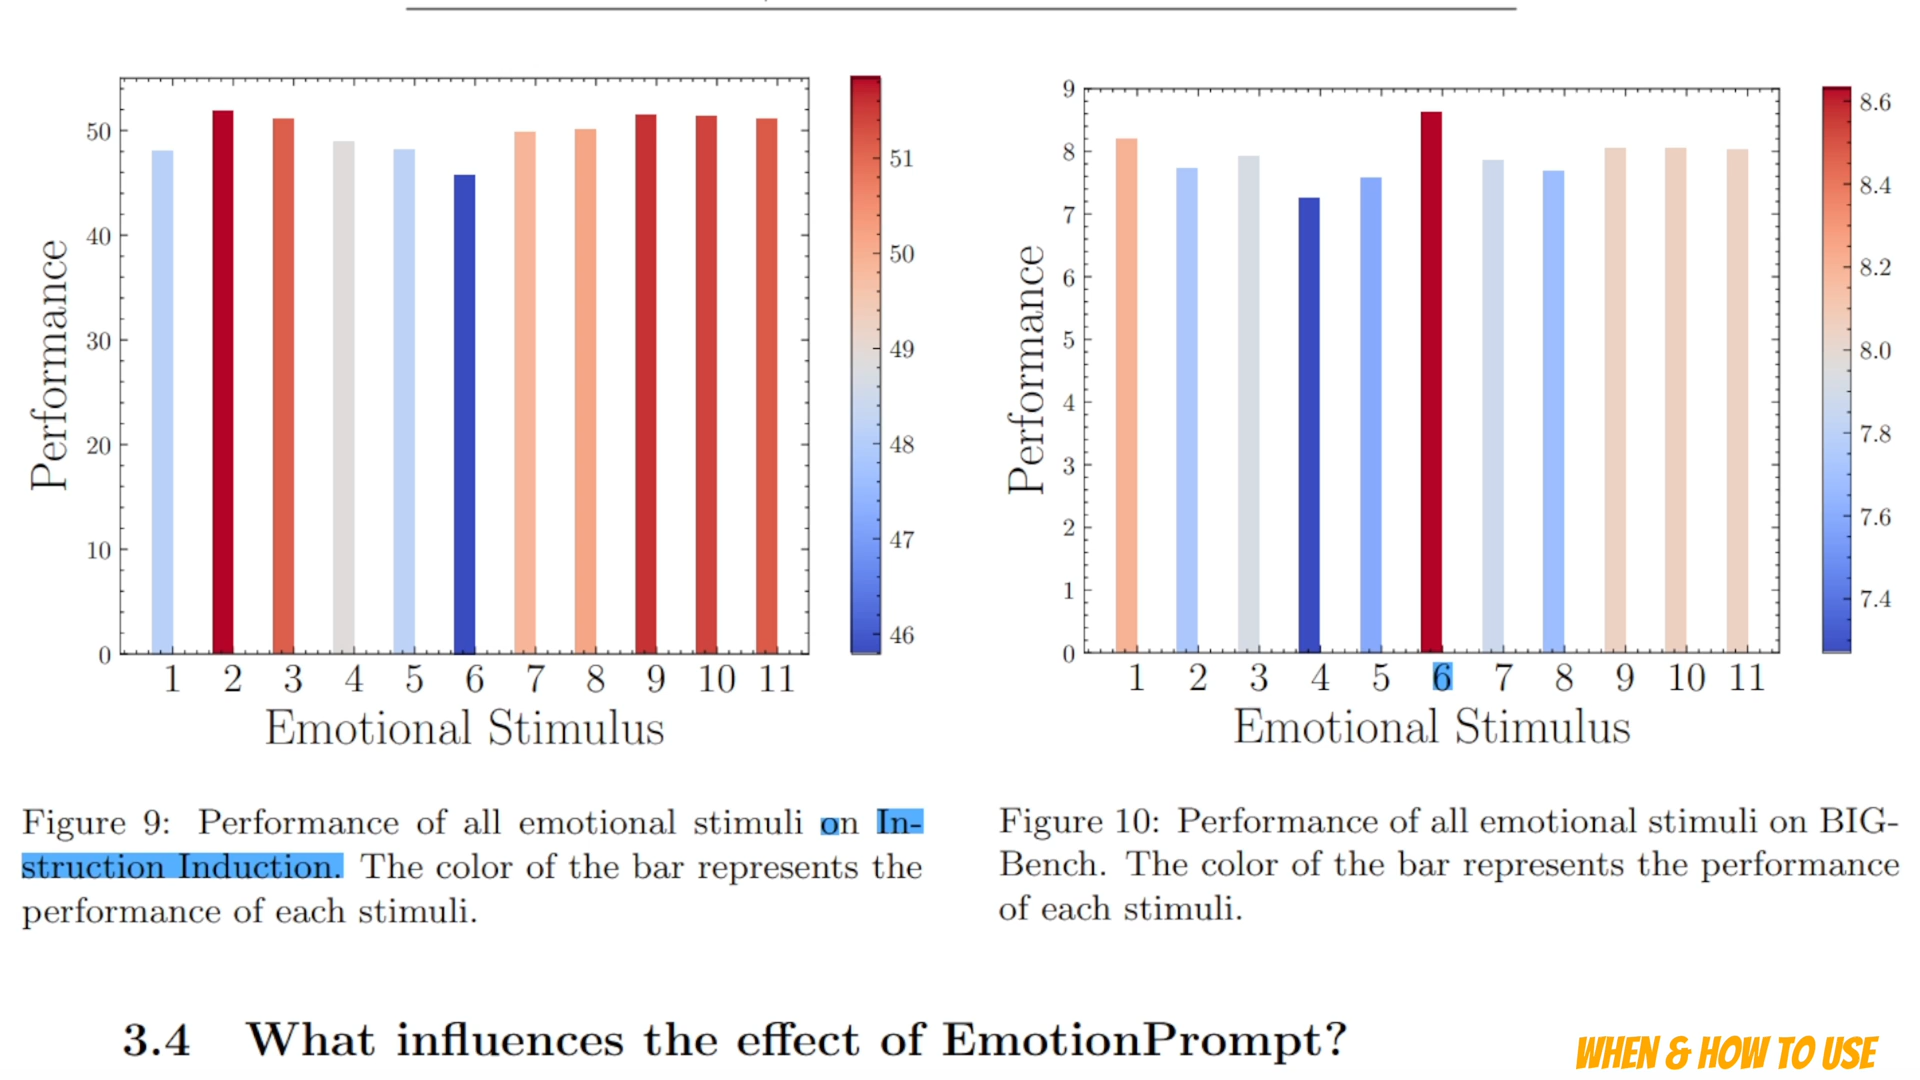 50
40
30
20
10
0
Performance
1 2 3 4 5 6 7 8 9 10 11
Emotional Stimulus
51
50
49
48
47
46
9
8
7
6
5
4
3
2
1
0
Performance
1 2 3 4 5 6 7 8 9 10 11
Emotional Stimulus
8.6
8.4
8.2
8.0
7.8
7.6
7.4
Figure 9: Performance of all emotional stimuli on In-
struction Induction. The color of the bar represents the
performance of each stimuli.
Figure 10: Performance of all emotional stimuli on BIG-
Bench. The color of the bar represents the performance
of each stimuli.
3.4 What influences the effect of EmotionPrompt?
WHEN & HOW TO USE